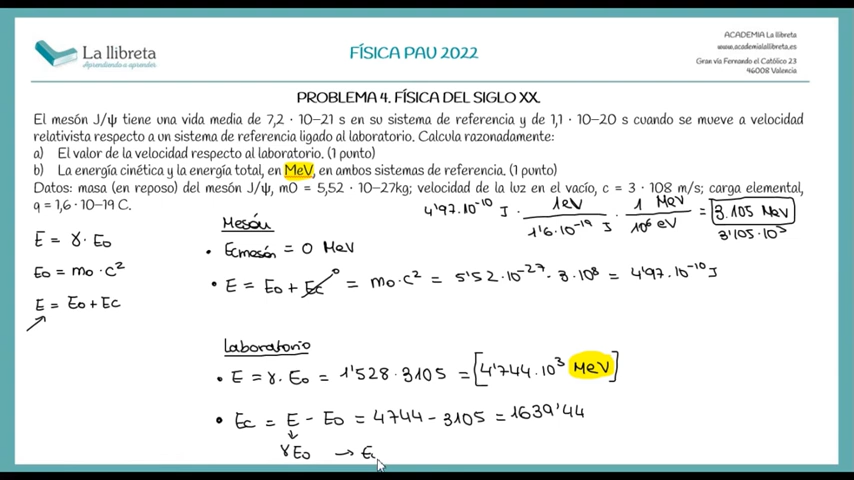 La llibreta
Aprendiendo a aprender
FÍSICA PAU 2022
ACADEMIA La llibreta
www.academialallibreta.es
Gran vía Fernando el Católico 23
46008 Valencia
PROBLEMA 4. FÍSICA DEL SIGLO XX.
El mesón J/ψ tiene una vida media de 7,2 · 10−21 s en su sistema de referencia y de 1,1 · 10−20 s cuando se mueve a velocidad
relativista respecto a un sistema de referencia ligado al laboratorio. Calcula razonadamente:
a) El valor de la velocidad respecto al laboratorio. (1 punto)
b) La energía cinética y la energía total, en MeV, en ambos sistemas de referencia. (1 punto)
Datos: masa (en reposo) del mesón J/ψ, m0 = 5,52 · 10−27kg; velocidad de la luz en el vacío, c = 3 · 108 m/s; carga elemental,
q = 1,6 · 10−19 C.
4'97·10⁻¹⁰ J · 1eV / 1'6·10⁻¹⁹ J · 1 MeV / 10⁶ eV = 3.105 MeV
3'105·10³
Mesón
E = γ · E₀
• Ecmesón = 0 MeV
E₀ = m₀ · c²
• E = E₀ + Ec⁰ = m₀·c² = 5'52·10⁻²⁷ · 3·10⁸ = 4'97·10⁻¹⁰ J
E = E₀ + Ec
Laboratorio
• E = γ · E₀ = 1'528 · 3105 = [4'744·10³ MeV]
• Ec = E − E₀ = 4744 − 3105 = 1639'44
↓
γE₀ → Ec